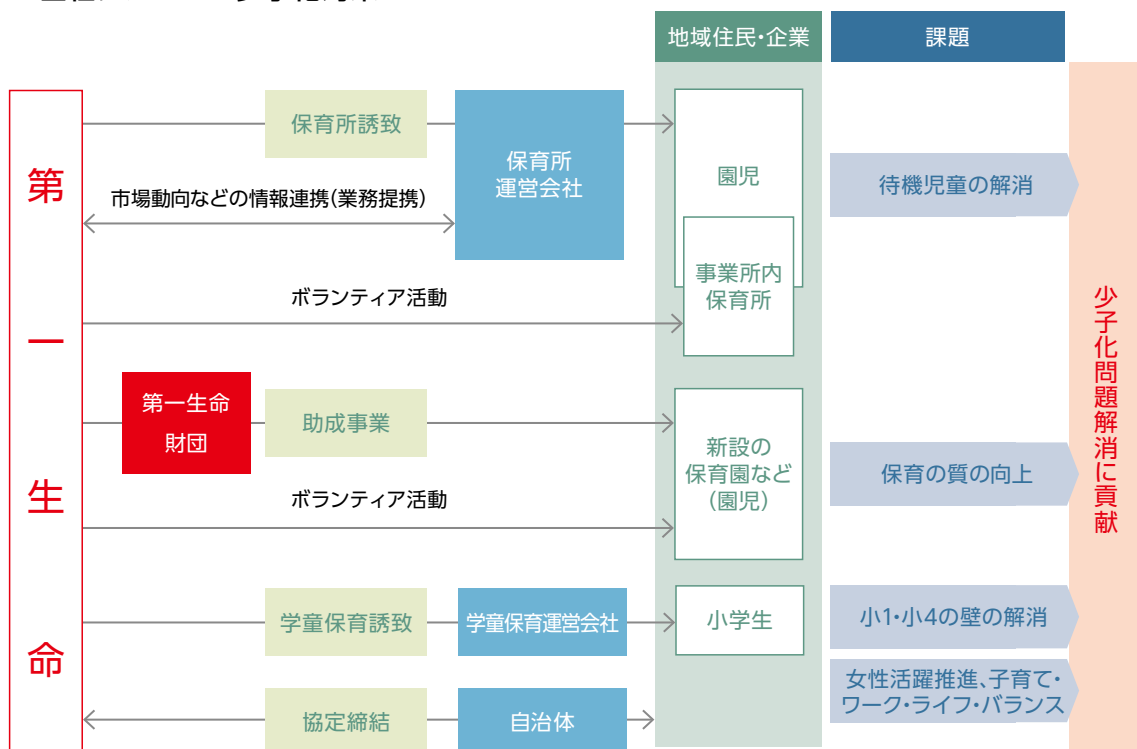 地域住民・企業
課題
第一生命
保育所誘致
保育所
運営会社
園児
待機児童の解消
市場動向などの情報連携(業務提携)
事業所内
保育所
ボランティア活動
第一生命
財団
助成事業
新設の
保育園など
(園児)
保育の質の向上
ボランティア活動
学童保育誘致
学童保育運営会社
小学生
小1・小4の壁の解消
協定締結
自治体
女性活躍推進、子育て・
ワーク・ライフ・バランス
少子化問題解消に貢献